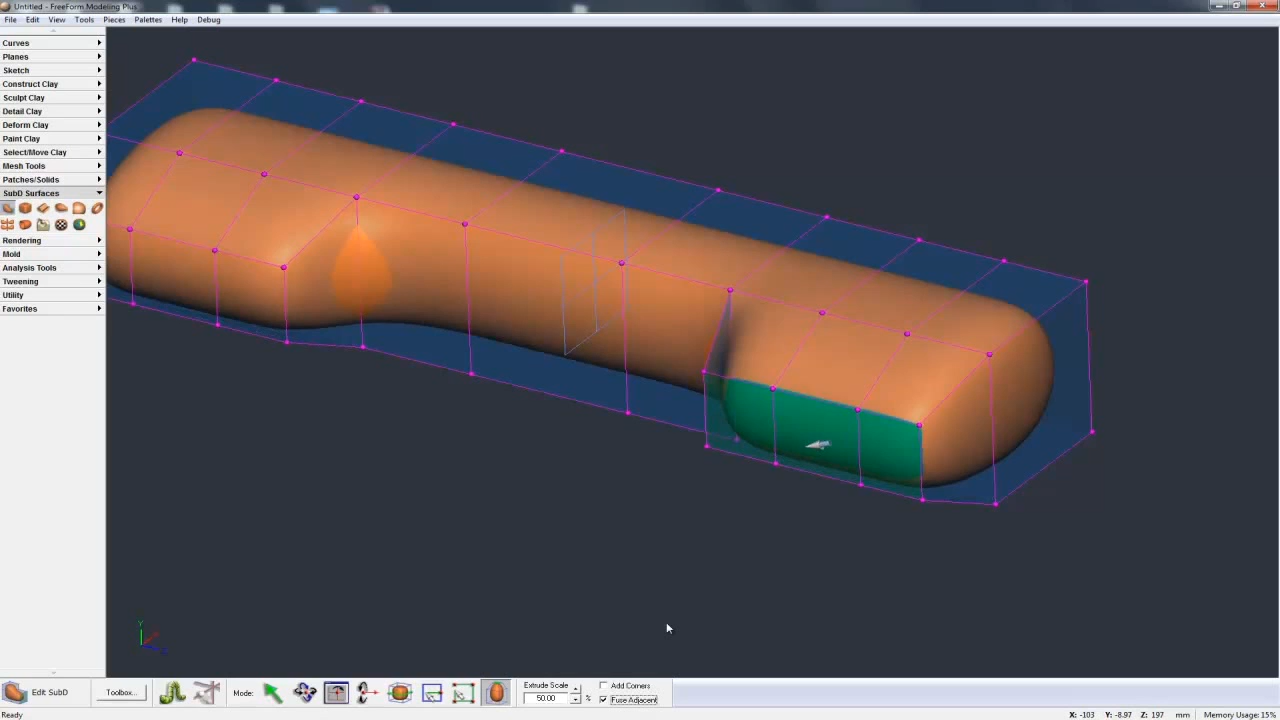 Untitled - FreeForm Modeling Plus
File Edit View Tools Pieces Palettes Help Debug
Curves
Planes
Sketch
Construct Clay
Sculpt Clay
Detail Clay
Deform Clay
Paint Clay
Select/Move Clay
Mesh Tools
Patches/Solids
SubD Surfaces
Rendering
Mold
Analysis Tools
Tweening
Utility
Favorites
Y
Edit SubD
Toolbox...
Mode:
Extrude Scale
50.00 %
Add Corners
Fuse Adjacent
Ready
X: -103 Y: -8.97 Z: 197 mm Memory Usage: 15%